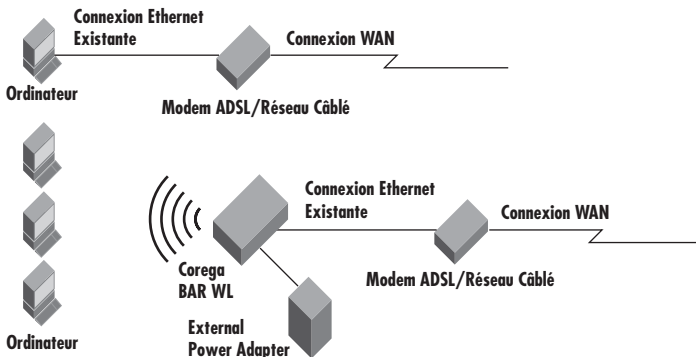 Connexion Ethernet
Existante
Connexion WAN
Ordinateur
Modem ADSL/Réseau Câblé
Connexion Ethernet
Existante
Connexion WAN
Corega
BAR WL
Modem ADSL/Réseau Câblé
Ordinateur
External
Power Adapter